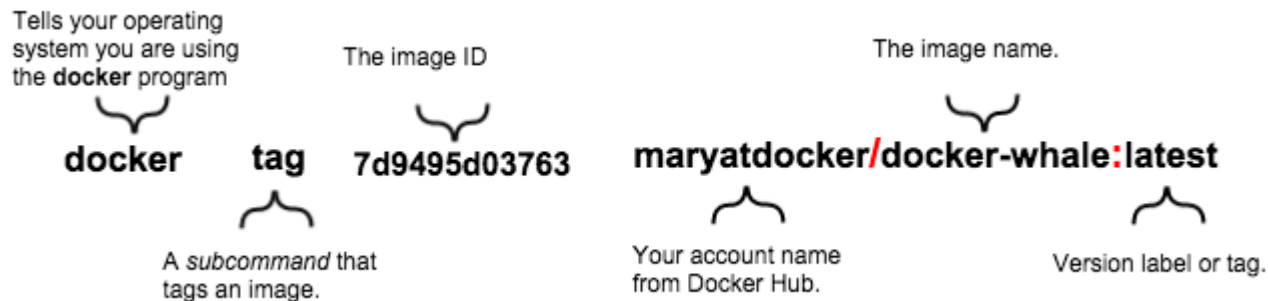 Tells your operating
system you are using
the docker program
The image ID
The image name.
docker tag 7d9495d03763 maryatdocker/docker-whale:latest
A subcommand that
tags an image.
Your account name
from Docker Hub.
Version label or tag.